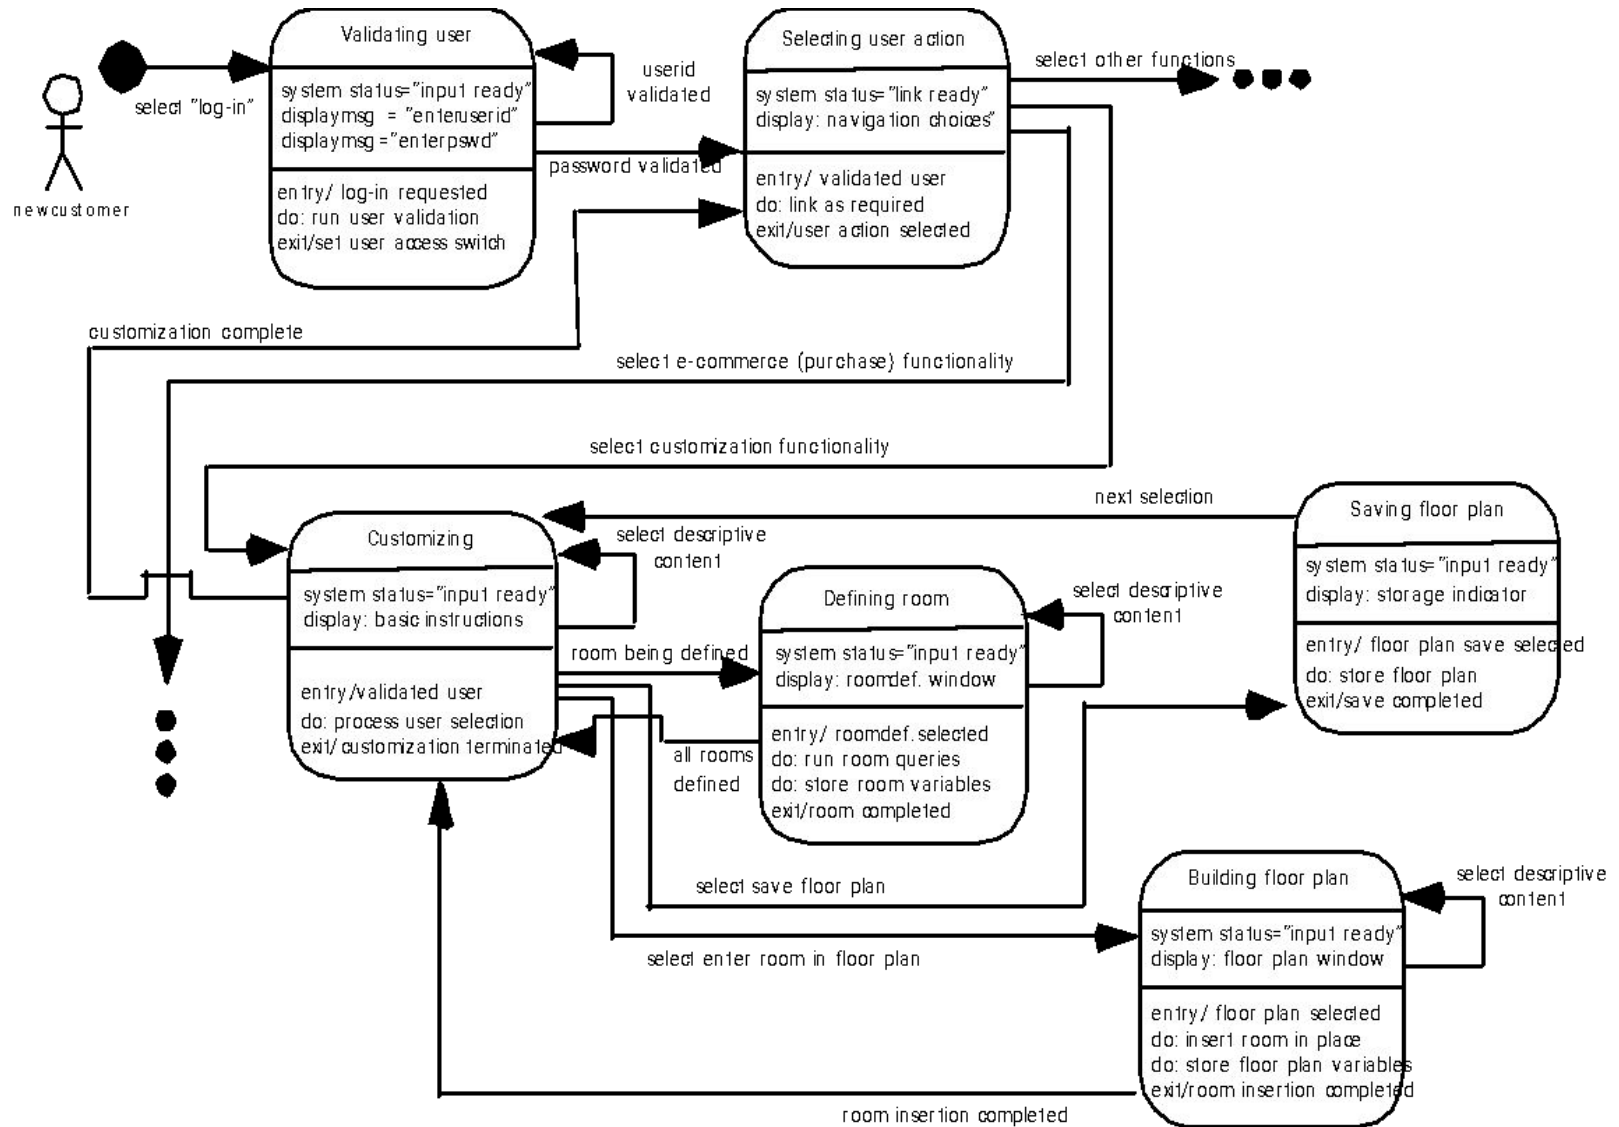 Validating user
system status="input ready"
displaymsg = "enteruserid"
displaymsg ="enterpswd"
entry/ log-in requested
do: run user validation
exit/set user access switch
select "log-in"
newcustomer
userid
validated
password validated
Selecting user action
system status="link ready"
display: navigation choices"
entry/ validated user
do: link as required
exit/user action selected
select other functions
customization complete
select e-commerce (purchase) functionality
select customization functionality
next selection
Customizing
system status="input ready"
display: basic instructions
entry/validated user
do: process user selection
exit/ customization terminated
select descriptive
content
room being defined
all rooms
defined
Defining room
system status="input ready"
display: roomdef. window
entry/ roomdef. selected
do: run room queries
do: store room variables
exit/room completed
select descriptive
content
Saving floor plan
system status="input ready"
display: storage indicator
entry/ floor plan save selected
do: store floor plan
exit/save completed
select save floor plan
select enter room in floor plan
Building floor plan
system status="input ready"
display: floor plan window
entry/ floor plan selected
do: insert room in place
do: store floor plan variables
exit/room insertion completed
select descriptive
content
room insertion completed